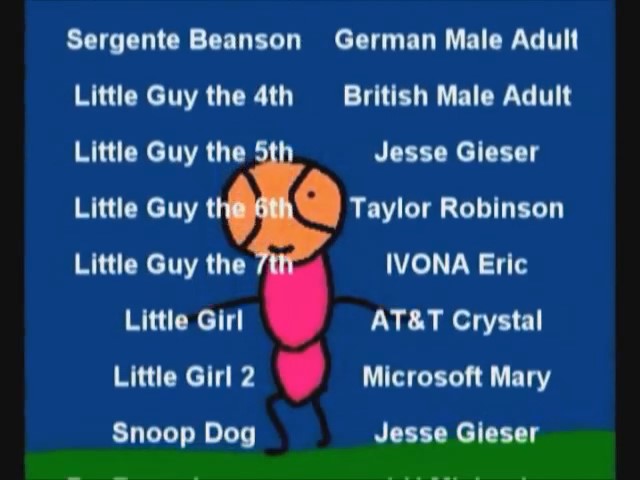 Sergente Beanson German Male Adult
Little Guy the 4th British Male Adult
Little Guy the 5th Jesse Gieser
Little Guy the 6th Taylor Robinson
Little Guy the 7th IVONA Eric
Little Girl AT&T Crystal
Little Girl 2 Microsoft Mary
Snoop Dog Jesse Gieser